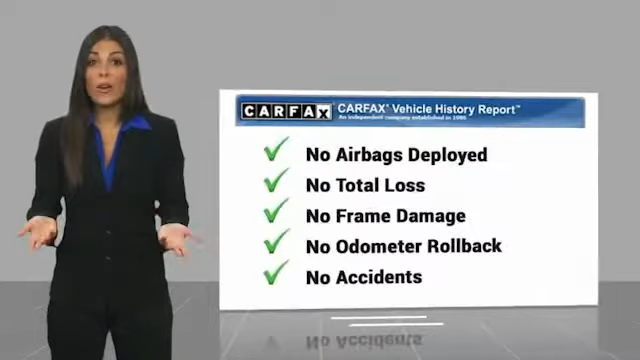 CARFAX CARFAX® Vehicle History Report™
An independent company established in 1986
No Airbags Deployed
No Total Loss
No Frame Damage
No Odometer Rollback
No Accidents